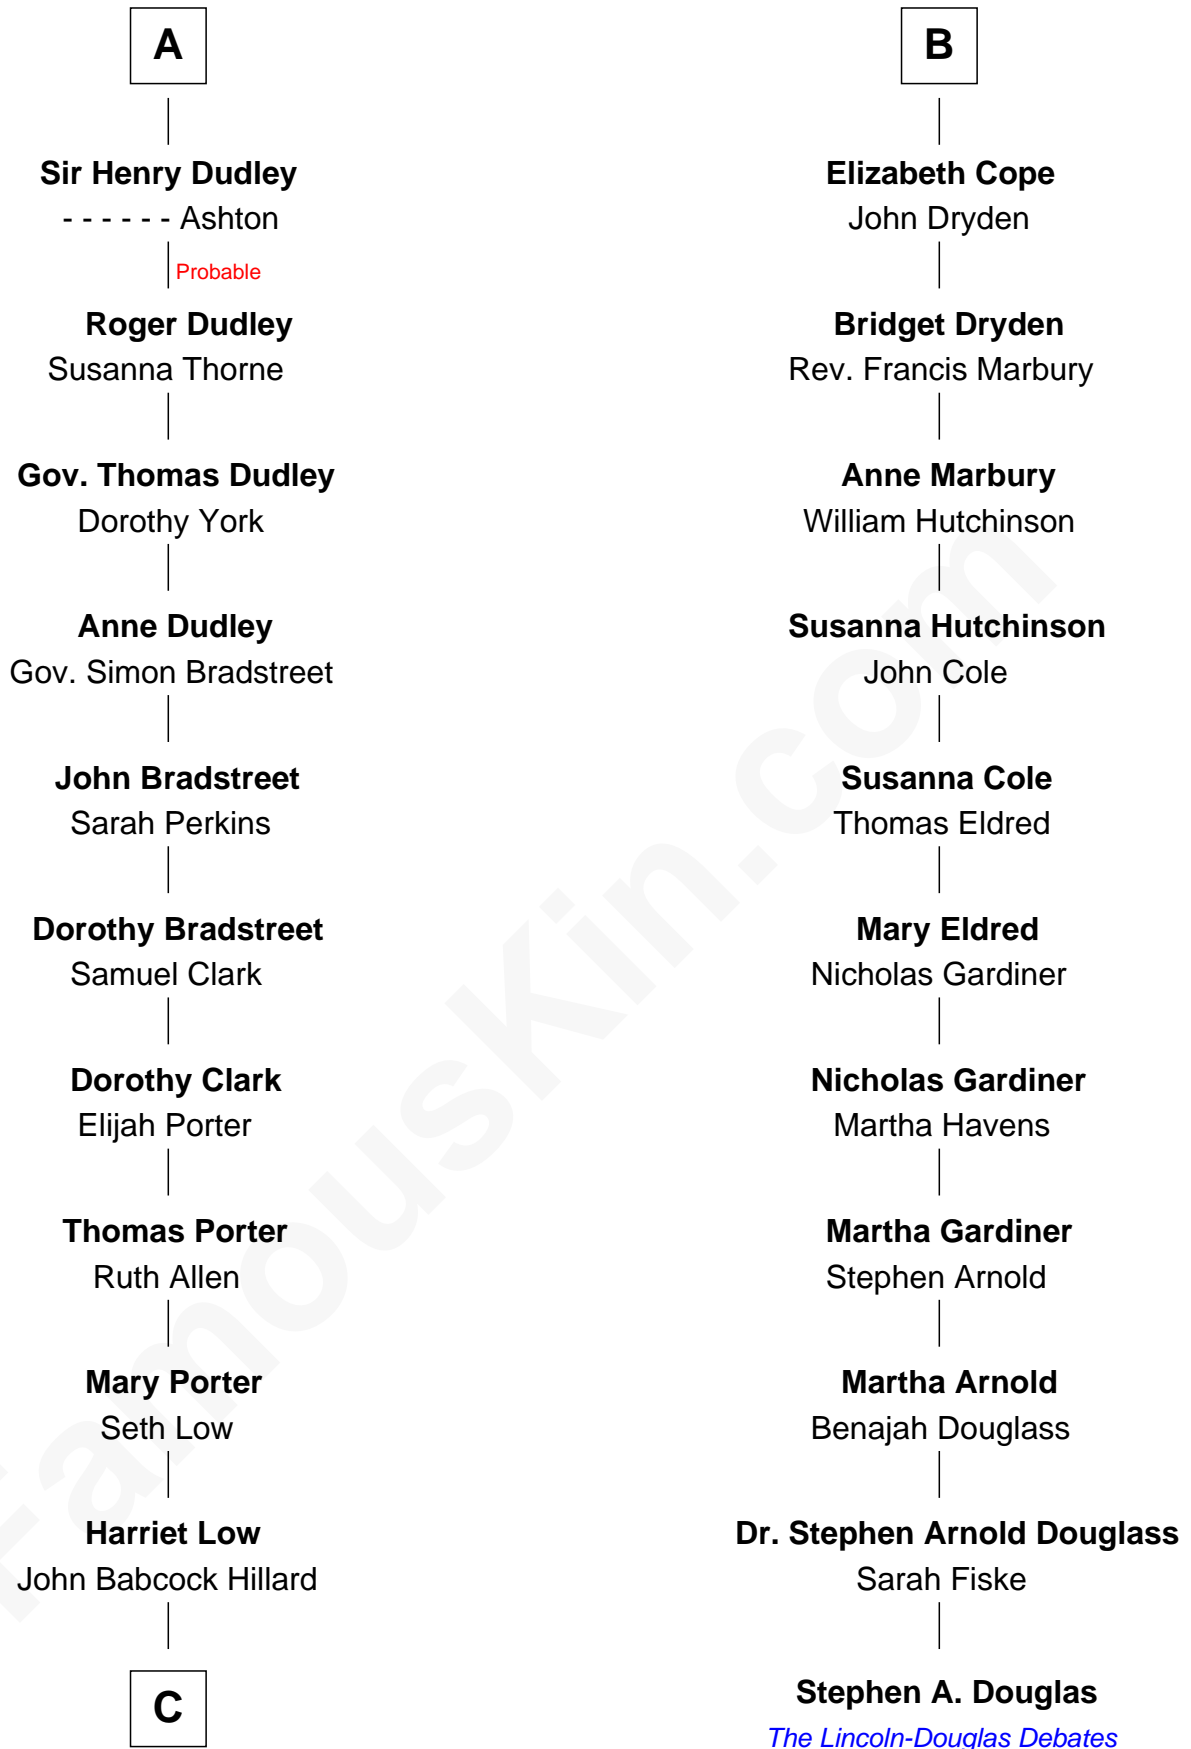 A
Sir Henry Dudley
- - - - - - Ashton
Probable
Roger Dudley
Susanna Thorne
Gov. Thomas Dudley
Dorothy York
Anne Dudley
Gov. Simon Bradstreet
John Bradstreet
Sarah Perkins
Dorothy Bradstreet
Samuel Clark
Dorothy Clark
Elijah Porter
Thomas Porter
Ruth Allen
Mary Porter
Seth Low
Harriet Low
John Babcock Hillard
C
B
Elizabeth Cope
John Dryden
Bridget Dryden
Rev. Francis Marbury
Anne Marbury
William Hutchinson
Susanna Hutchinson
John Cole
Susanna Cole
Thomas Eldred
Mary Eldred
Nicholas Gardiner
Nicholas Gardiner
Martha Havens
Martha Gardiner
Stephen Arnold
Martha Arnold
Benajah Douglass
Dr. Stephen Arnold Douglass
Sarah Fiske
Stephen A. Douglas
The Lincoln-Douglas Debates
FamousKin.com